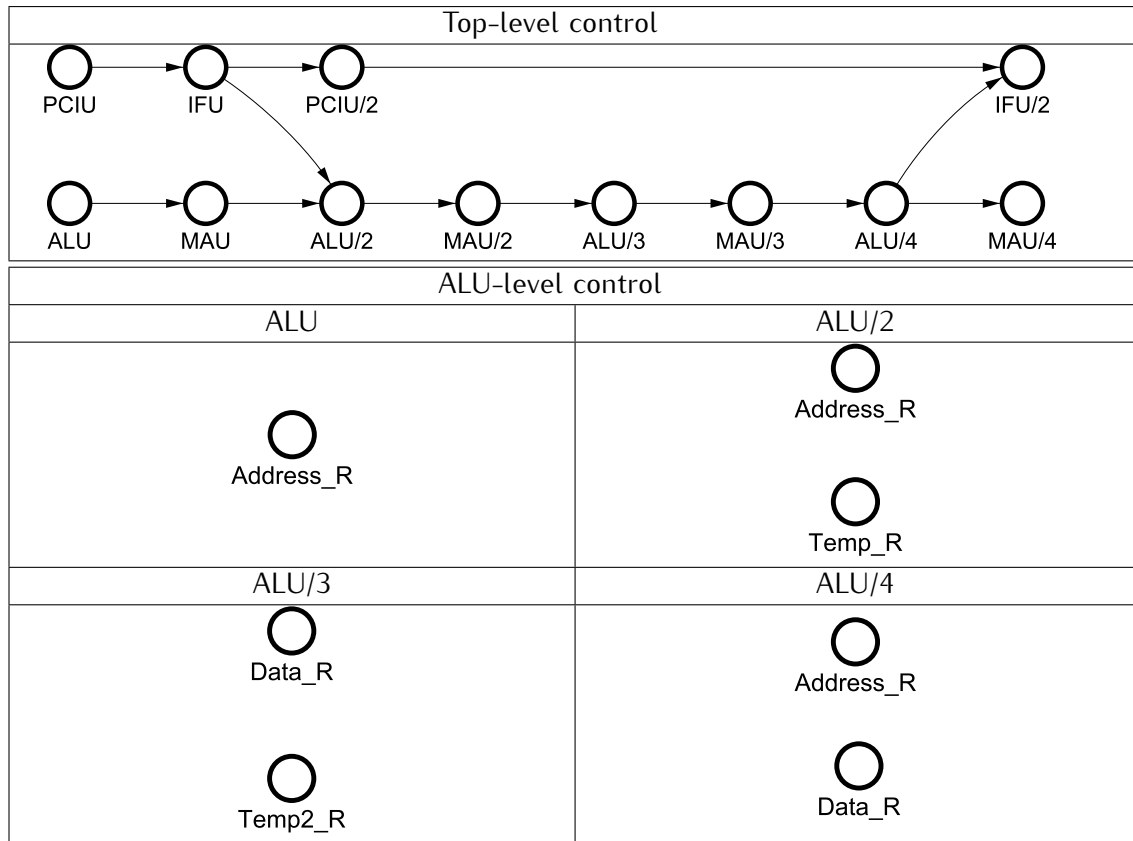 Top-level control
PCIU IFU PCIU/2 IFU/2
ALU MAU ALU/2 MAU/2 ALU/3 MAU/3 ALU/4 MAU/4
ALU-level control
ALU ALU/2
Address_R
Address_R
Temp_R
ALU/3 ALU/4
Data_R Address_R
Temp2_R Data_R